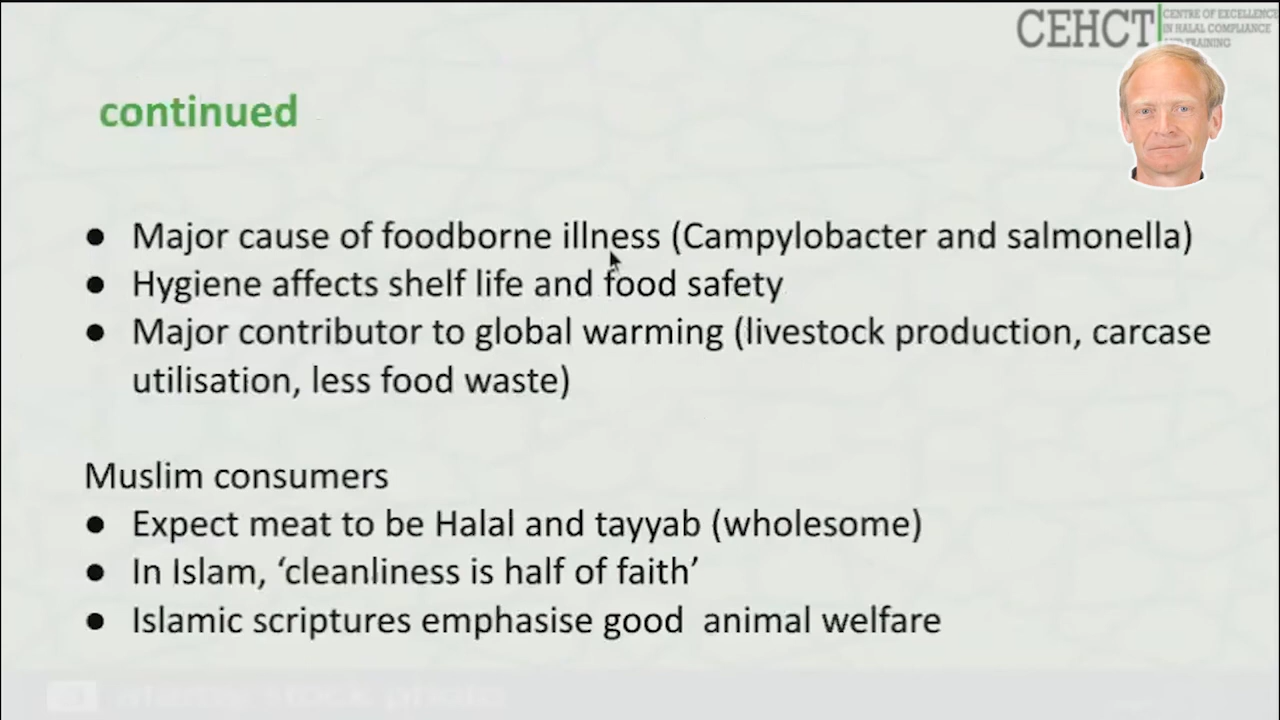 CEHCT
CENTRE OF EXCELLENCE
IN HALAL COMPLIANCE
AND TRAINING
continued
● Major cause of foodborne illness (Campylobacter and salmonella)
● Hygiene affects shelf life and food safety
● Major contributor to global warming (livestock production, carcase
utilisation, less food waste)
Muslim consumers
● Expect meat to be Halal and tayyab (wholesome)
● In Islam, ‘cleanliness is half of faith’
● Islamic scriptures emphasise good  animal welfare